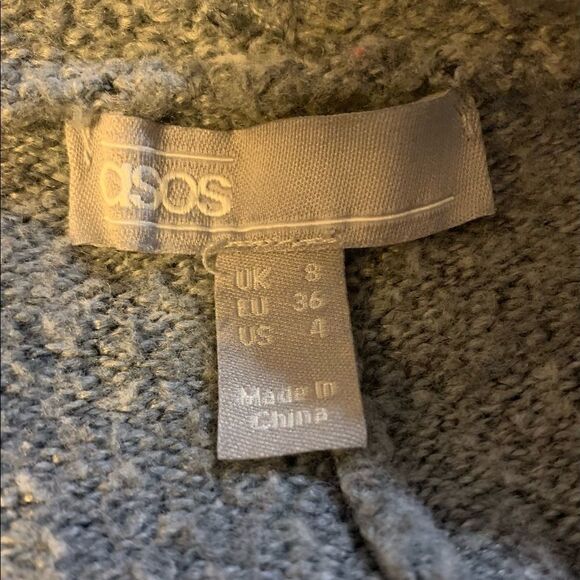 asos
UK 8
EU 36
US 4
Made in
China